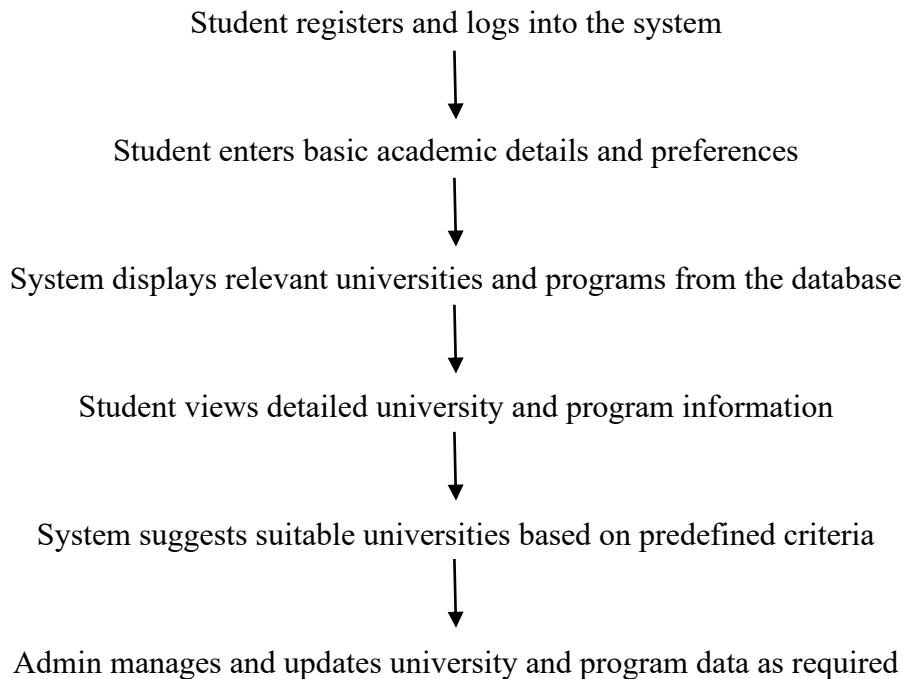 Student registers and logs into the system
Student enters basic academic details and preferences
System displays relevant universities and programs from the database
Student views detailed university and program information
System suggests suitable universities based on predefined criteria
Admin manages and updates university and program data as required